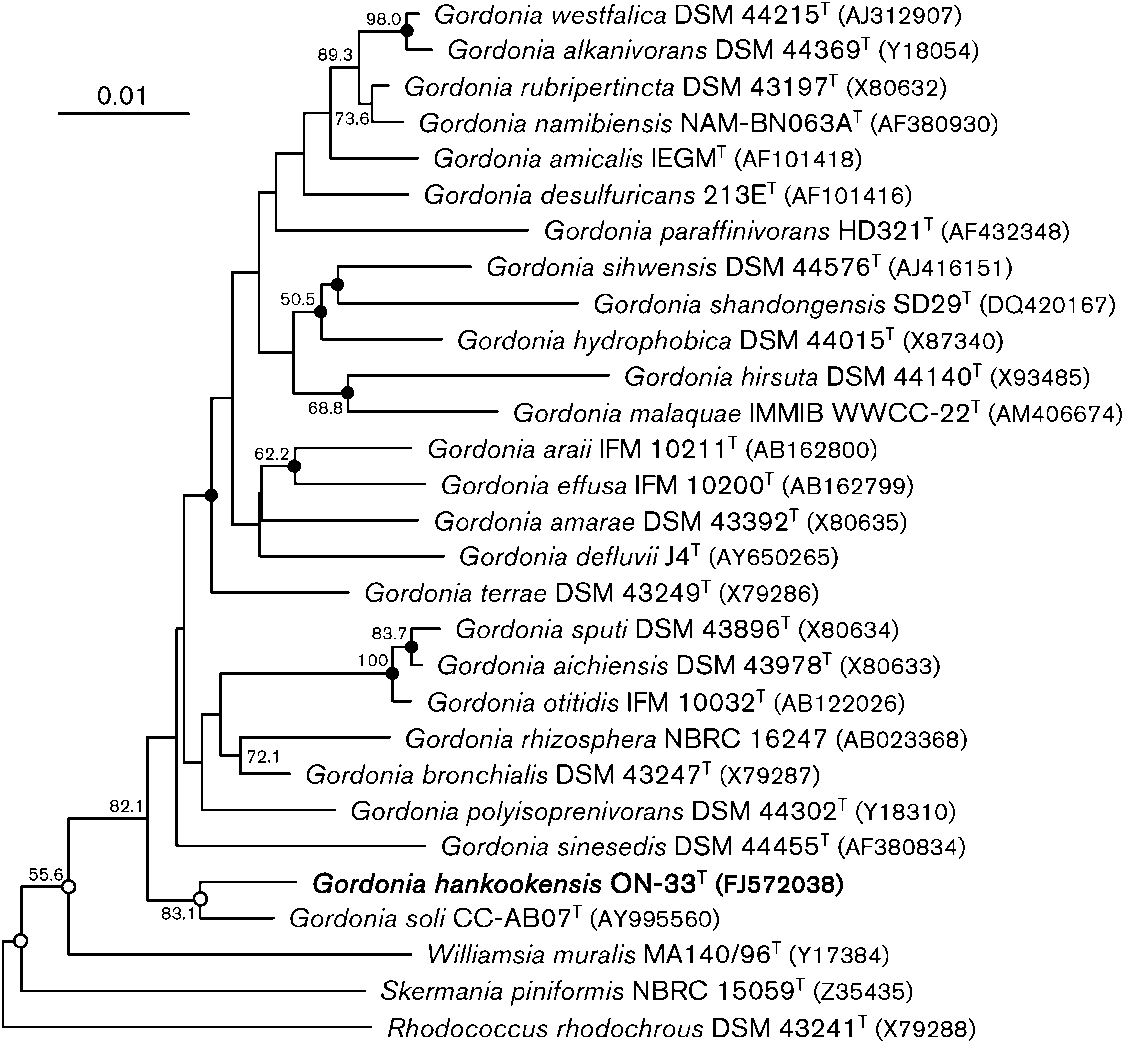 98.0
Gordonia westfalica DSM 44215ᵀ (AJ312907)
Gordonia alkanivorans DSM 44369ᵀ (Y18054)
89.3
Gordonia rubripertincta DSM 43197ᵀ (X80632)
0.01
73.6
Gordonia namibiensis NAM-BN063Aᵀ (AF380930)
Gordonia amicalis IEGMᵀ (AF101418)
Gordonia desulfuricans 213Eᵀ (AF101416)
Gordonia paraffinivorans HD321ᵀ (AF432348)
Gordonia sihwensis DSM 44576ᵀ (AJ416151)
50.5
Gordonia shandongensis SD29ᵀ (DQ420167)
Gordonia hydrophobica DSM 44015ᵀ (X87340)
Gordonia hirsuta DSM 44140ᵀ (X93485)
68.8
Gordonia malaquae IMMIB WWCC-22ᵀ (AM406674)
Gordonia araii IFM 10211ᵀ (AB162800)
62.2
Gordonia effusa IFM 10200ᵀ (AB162799)
Gordonia amarae DSM 43392ᵀ (X80635)
Gordonia defluvii J4ᵀ (AY650265)
Gordonia terrae DSM 43249ᵀ (X79286)
83.7
Gordonia sputi DSM 43896ᵀ (X80634)
100
Gordonia aichiensis DSM 43978ᵀ (X80633)
Gordonia otitidis IFM 10032ᵀ (AB122026)
Gordonia rhizosphera NBRC 16247 (AB023368)
72.1
Gordonia bronchialis DSM 43247ᵀ (X79287)
82.1
Gordonia polyisoprenivorans DSM 44302ᵀ (Y18310)
Gordonia sinesedis DSM 44455ᵀ (AF380834)
55.6
Gordonia hankookensis ON-33ᵀ (FJ572038)
83.1
Gordonia soli CC-AB07ᵀ (AY995560)
Williamsia muralis MA140/96ᵀ (Y17384)
Skermania piniformis NBRC 15059ᵀ (Z35435)
Rhodococcus rhodochrous DSM 43241ᵀ (X79288)